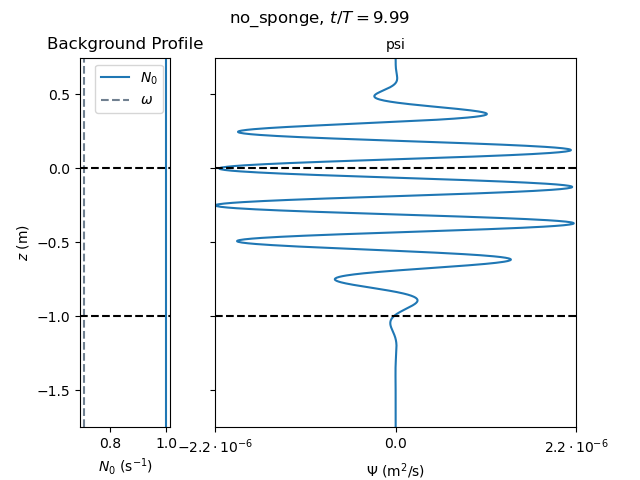 no_sponge, t/T = 9.99
Background Profile
psi
N₀
ω
z (m)
0.5
0.0
−0.5
−1.0
−1.5
0.8 1.0
N₀ (s⁻¹)
−2.2 · 10⁻⁶ 0.0 2.2 · 10⁻⁶
Ψ (m²/s)